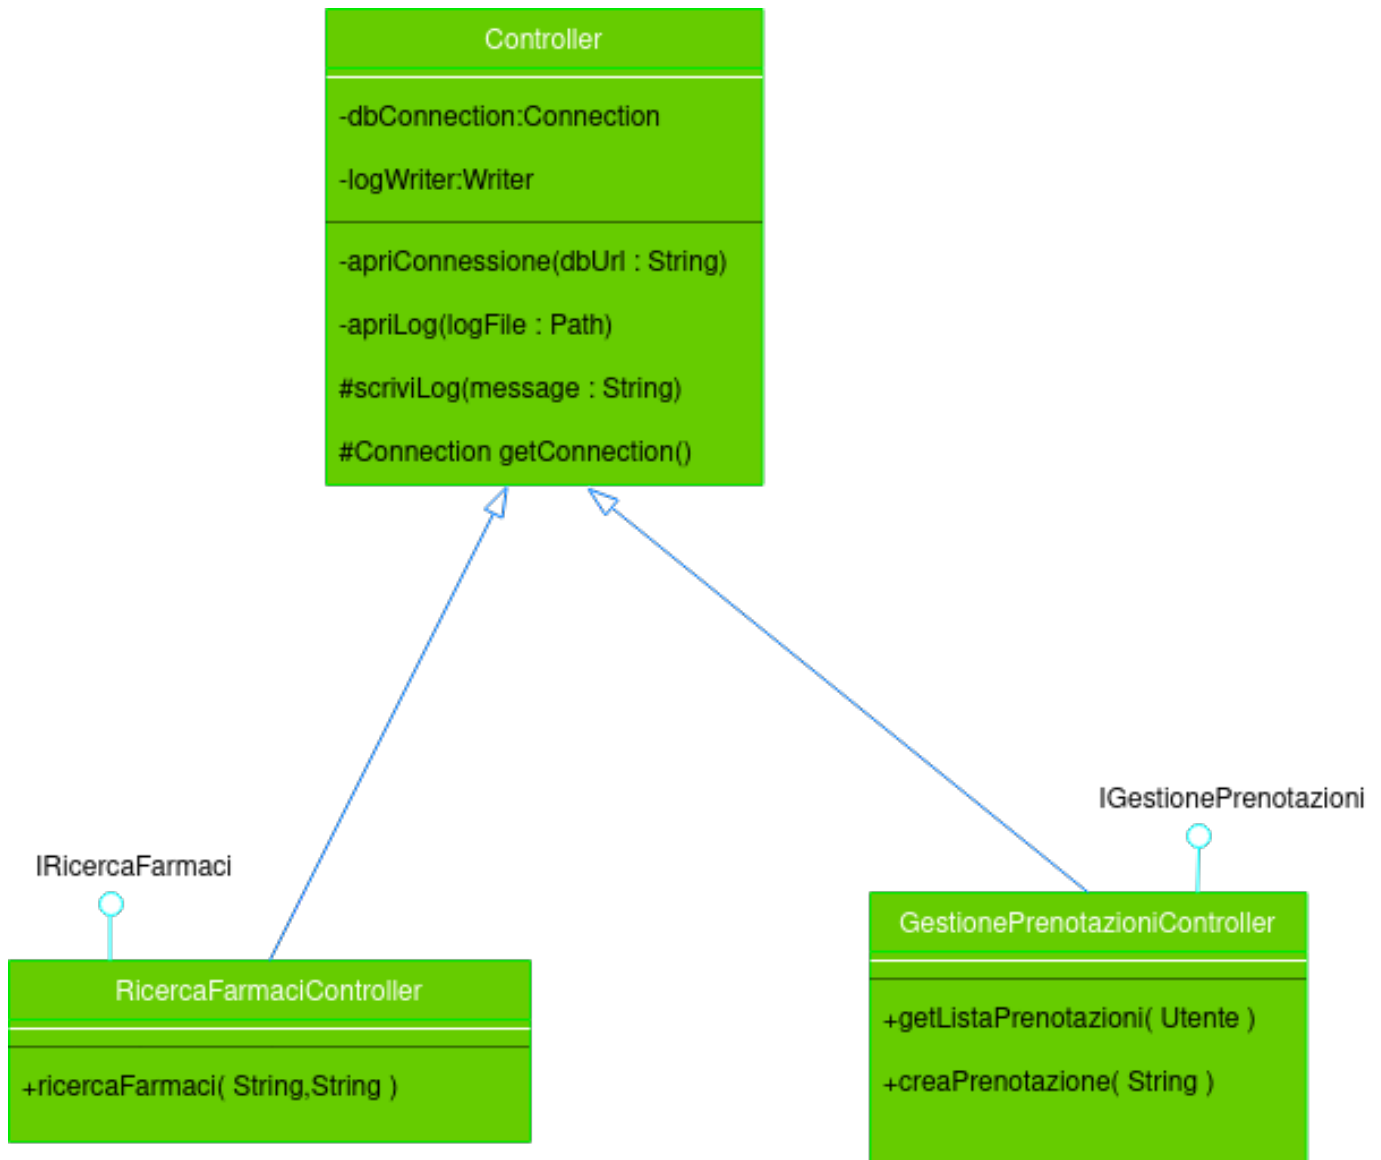 Controller
-dbConnection:Connection
-logWriter:Writer
-apriConnessione(dbUrl : String)
-apriLog(logFile : Path)
#scriviLog(message : String)
#Connection getConnection()
IRicercaFarmaci
RicercaFarmaciController
+ricercaFarmaci( String,String )
IGestionePrenotazioni
GestionePrenotazioniController
+getListaPrenotazioni( Utente )
+creaPrenotazione( String )